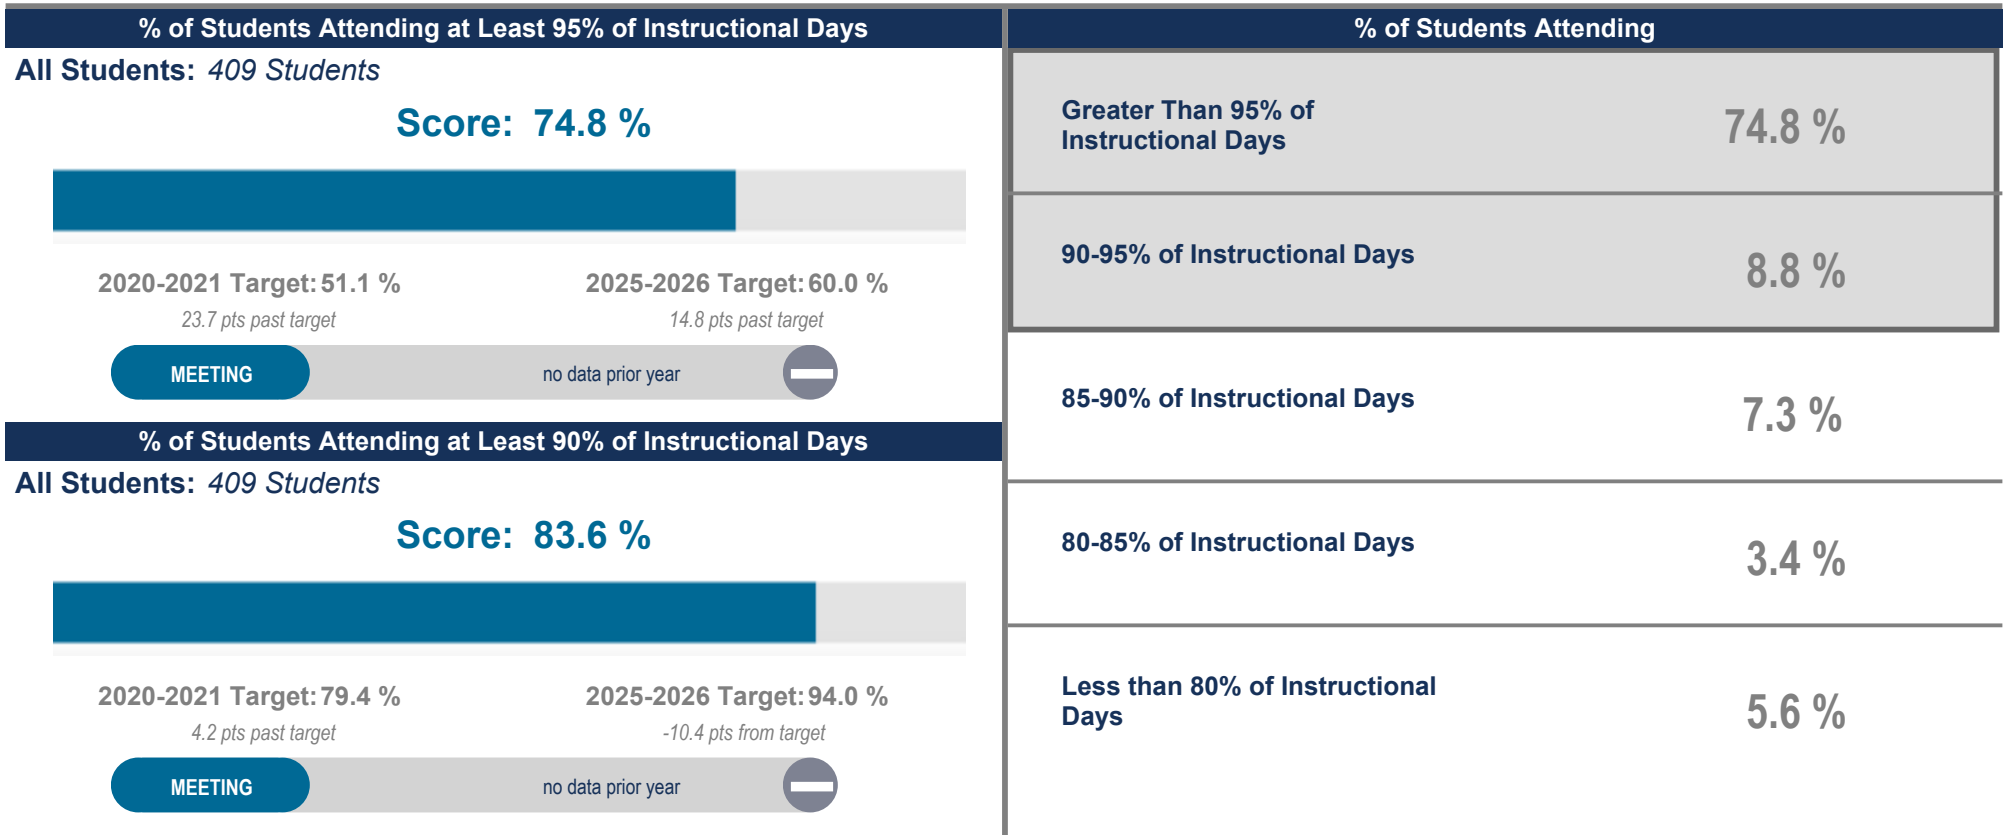 % of Students Attending at Least 95% of Instructional Days
All Students: 409 Students
Score: 74.8 %
2020-2021 Target: 51.1 %
23.7 pts past target
2025-2026 Target: 60.0 %
14.8 pts past target
MEETING
no data prior year
% of Students Attending at Least 90% of Instructional Days
All Students: 409 Students
Score: 83.6 %
2020-2021 Target: 79.4 %
4.2 pts past target
2025-2026 Target: 94.0 %
-10.4 pts from target
MEETING
no data prior year
% of Students Attending
Greater Than 95% of
Instructional Days
74.8 %
90-95% of Instructional Days
8.8 %
85-90% of Instructional Days
7.3 %
80-85% of Instructional Days
3.4 %
Less than 80% of Instructional
Days
5.6 %